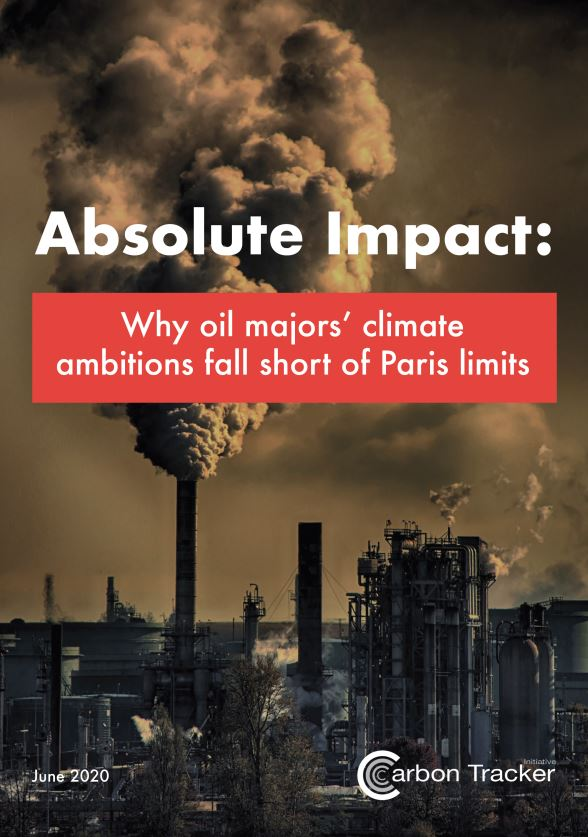 Absolute Impact:
Why oil majors’ climate
ambitions fall short of Paris limits
June 2020
Initiative
Carbon Tracker